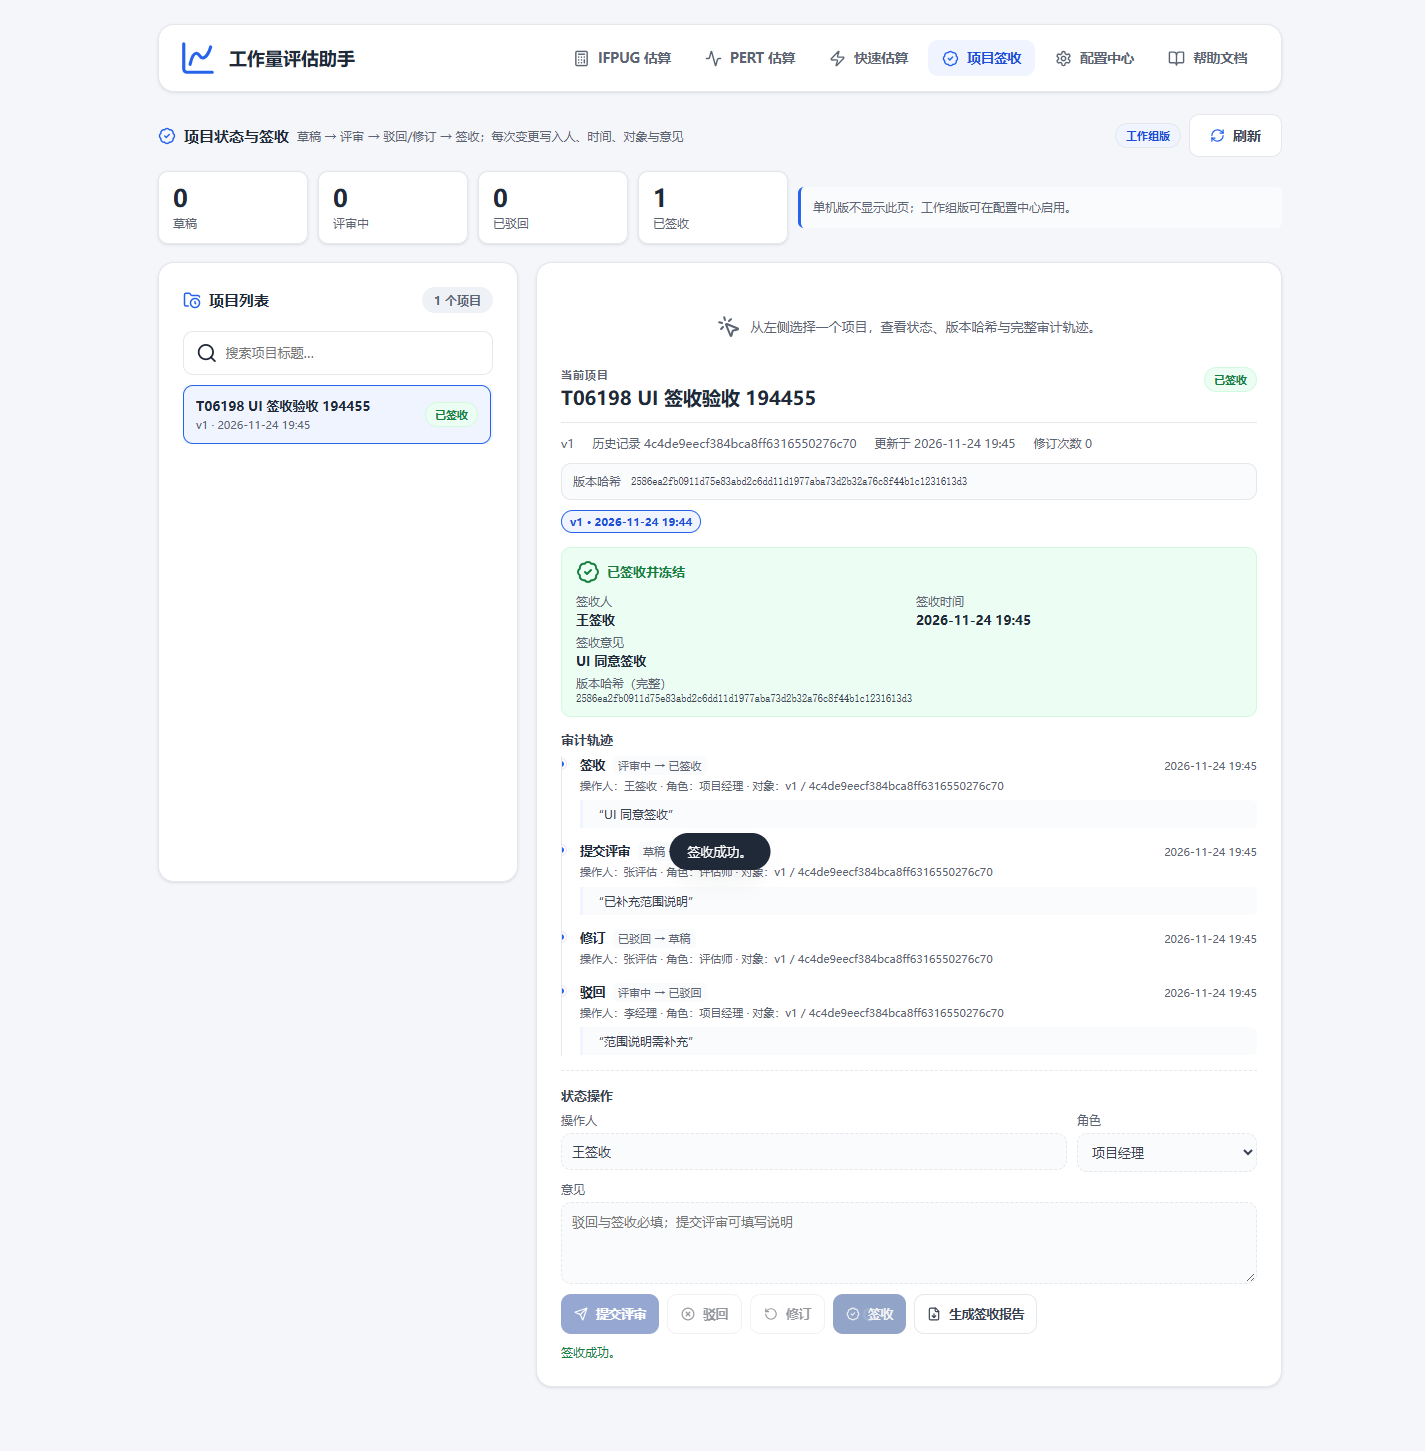 工作量评估助手
IFPUG 估算
PERT 估算
快速估算
项目签收
配置中心
帮助文档
项目状态与签收
草稿 → 评审 → 驳回/修订 → 签收；每次变更写入人、时间、对象与意见
工作组版
刷新
0
草稿
0
评审中
0
已驳回
1
已签收
单机版不显示此页；工作组版可在配置中心启用。
项目列表
1 个项目
搜索项目标题...
T06198 UI 签收验收 194455
v1 · 2026-11-24 19:45
已签收
从左侧选择一个项目，查看状态、版本哈希与完整审计轨迹。
当前项目
T06198 UI 签收验收 194455
已签收
v1 历史记录 4c4de9eecf384bca8ff6316550276c70 更新于 2026-11-24 19:45 修订次数 0
版本哈希 2586ea2fb0911d75e83abd2c6dd11d1977aba73d2b32a76c8f44b1c1231613d3
v1 • 2026-11-24 19:44
已签收并冻结
签收人
王签收
签收时间
2026-11-24 19:45
签收意见
UI 同意签收
版本哈希（完整）
2586ea2fb0911d75e83abd2c6dd11d1977aba73d2b32a76c8f44b1c1231613d3
审计轨迹
签收 评审中 → 已签收 2026-11-24 19:45
操作人：王签收 · 角色：项目经理 · 对象：v1 / 4c4de9eecf384bca8ff6316550276c70
“UI 同意签收”
提交评审 草稿 2026-11-24 19:45
签收成功。
操作人：张评估 · 角色：评估师 · 对象：v1 / 4c4de9eecf384bca8ff6316550276c70
“已补充范围说明”
修订 已驳回 → 草稿 2026-11-24 19:45
操作人：张评估 · 角色：评估师 · 对象：v1 / 4c4de9eecf384bca8ff6316550276c70
驳回 评审中 → 已驳回 2026-11-24 19:45
操作人：李经理 · 角色：项目经理 · 对象：v1 / 4c4de9eecf384bca8ff6316550276c70
“范围说明需补充”
状态操作
操作人
王签收
角色
项目经理
意见
驳回与签收必填；提交评审可填写说明
提交评审
驳回
修订
签收
生成签收报告
签收成功。